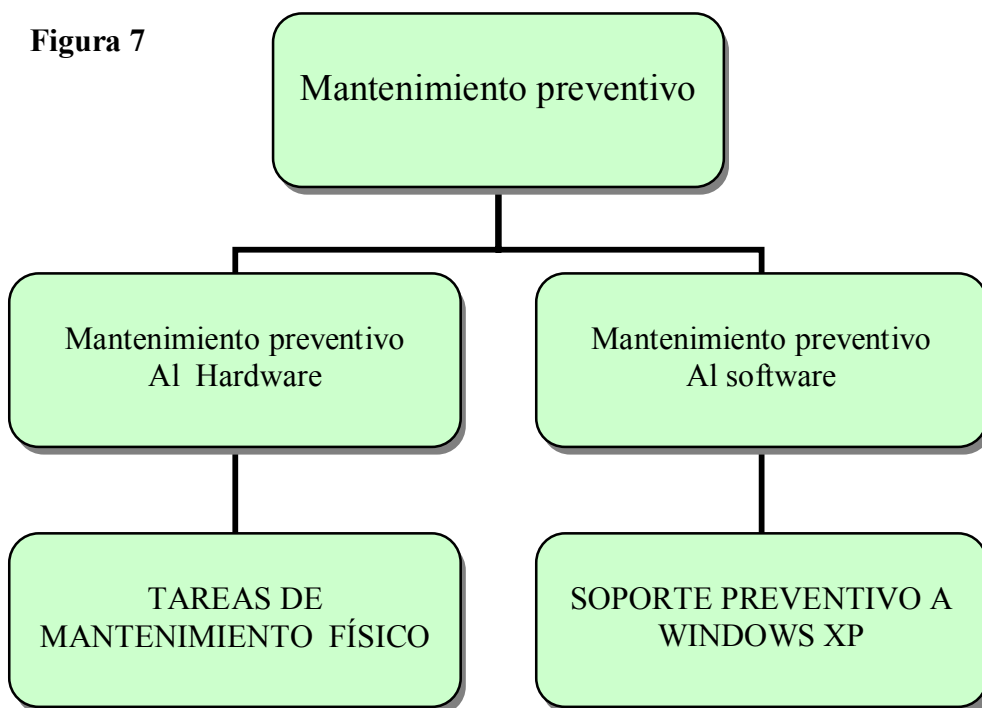 Figura 7
Mantenimiento preventivo
Mantenimiento preventivo
Al Hardware
Mantenimiento preventivo
Al software
TAREAS DE
MANTENIMIENTO FÍSICO
SOPORTE PREVENTIVO A
WINDOWS XP